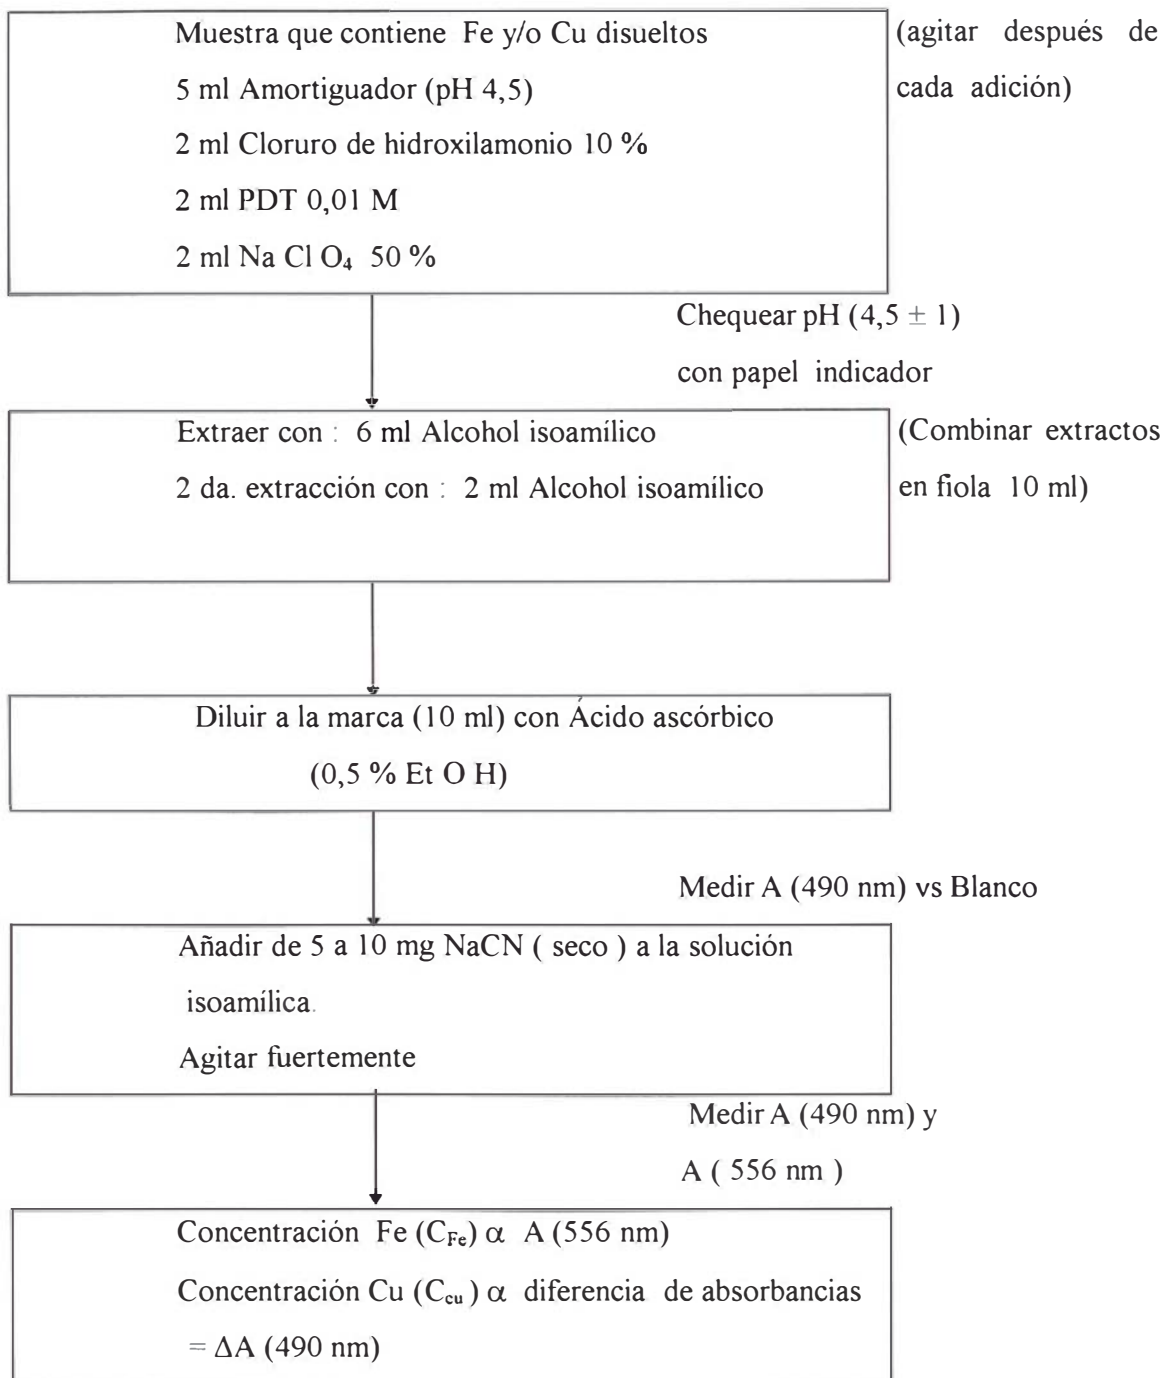 Muestra que contiene Fe y/o Cu disueltos
5 ml Amortiguador (pH 4,5)
2 ml Cloruro de hidroxilamonio 10 %
2 ml PDT 0,01 M
2 ml Na Cl O₄ 50 %
(agitar después de
cada adición)
Chequear pH (4,5 ± 1)
con papel indicador
Extraer con : 6 ml Alcohol isoamílico
2 da. extracción con : 2 ml Alcohol isoamílico
(Combinar extractos
en fiola 10 ml)
Diluir a la marca (10 ml) con Ácido ascórbico
(0,5 % Et O H)
Medir A (490 nm) vs Blanco
Añadir de 5 a 10 mg NaCN ( seco ) a la solución
isoamílica.
Agitar fuertemente
Medir A (490 nm) y
A ( 556 nm )
Concentración Fe (C_Fe) α A (556 nm)
Concentración Cu (C_cu ) α diferencia de absorbancias
= ΔA (490 nm)